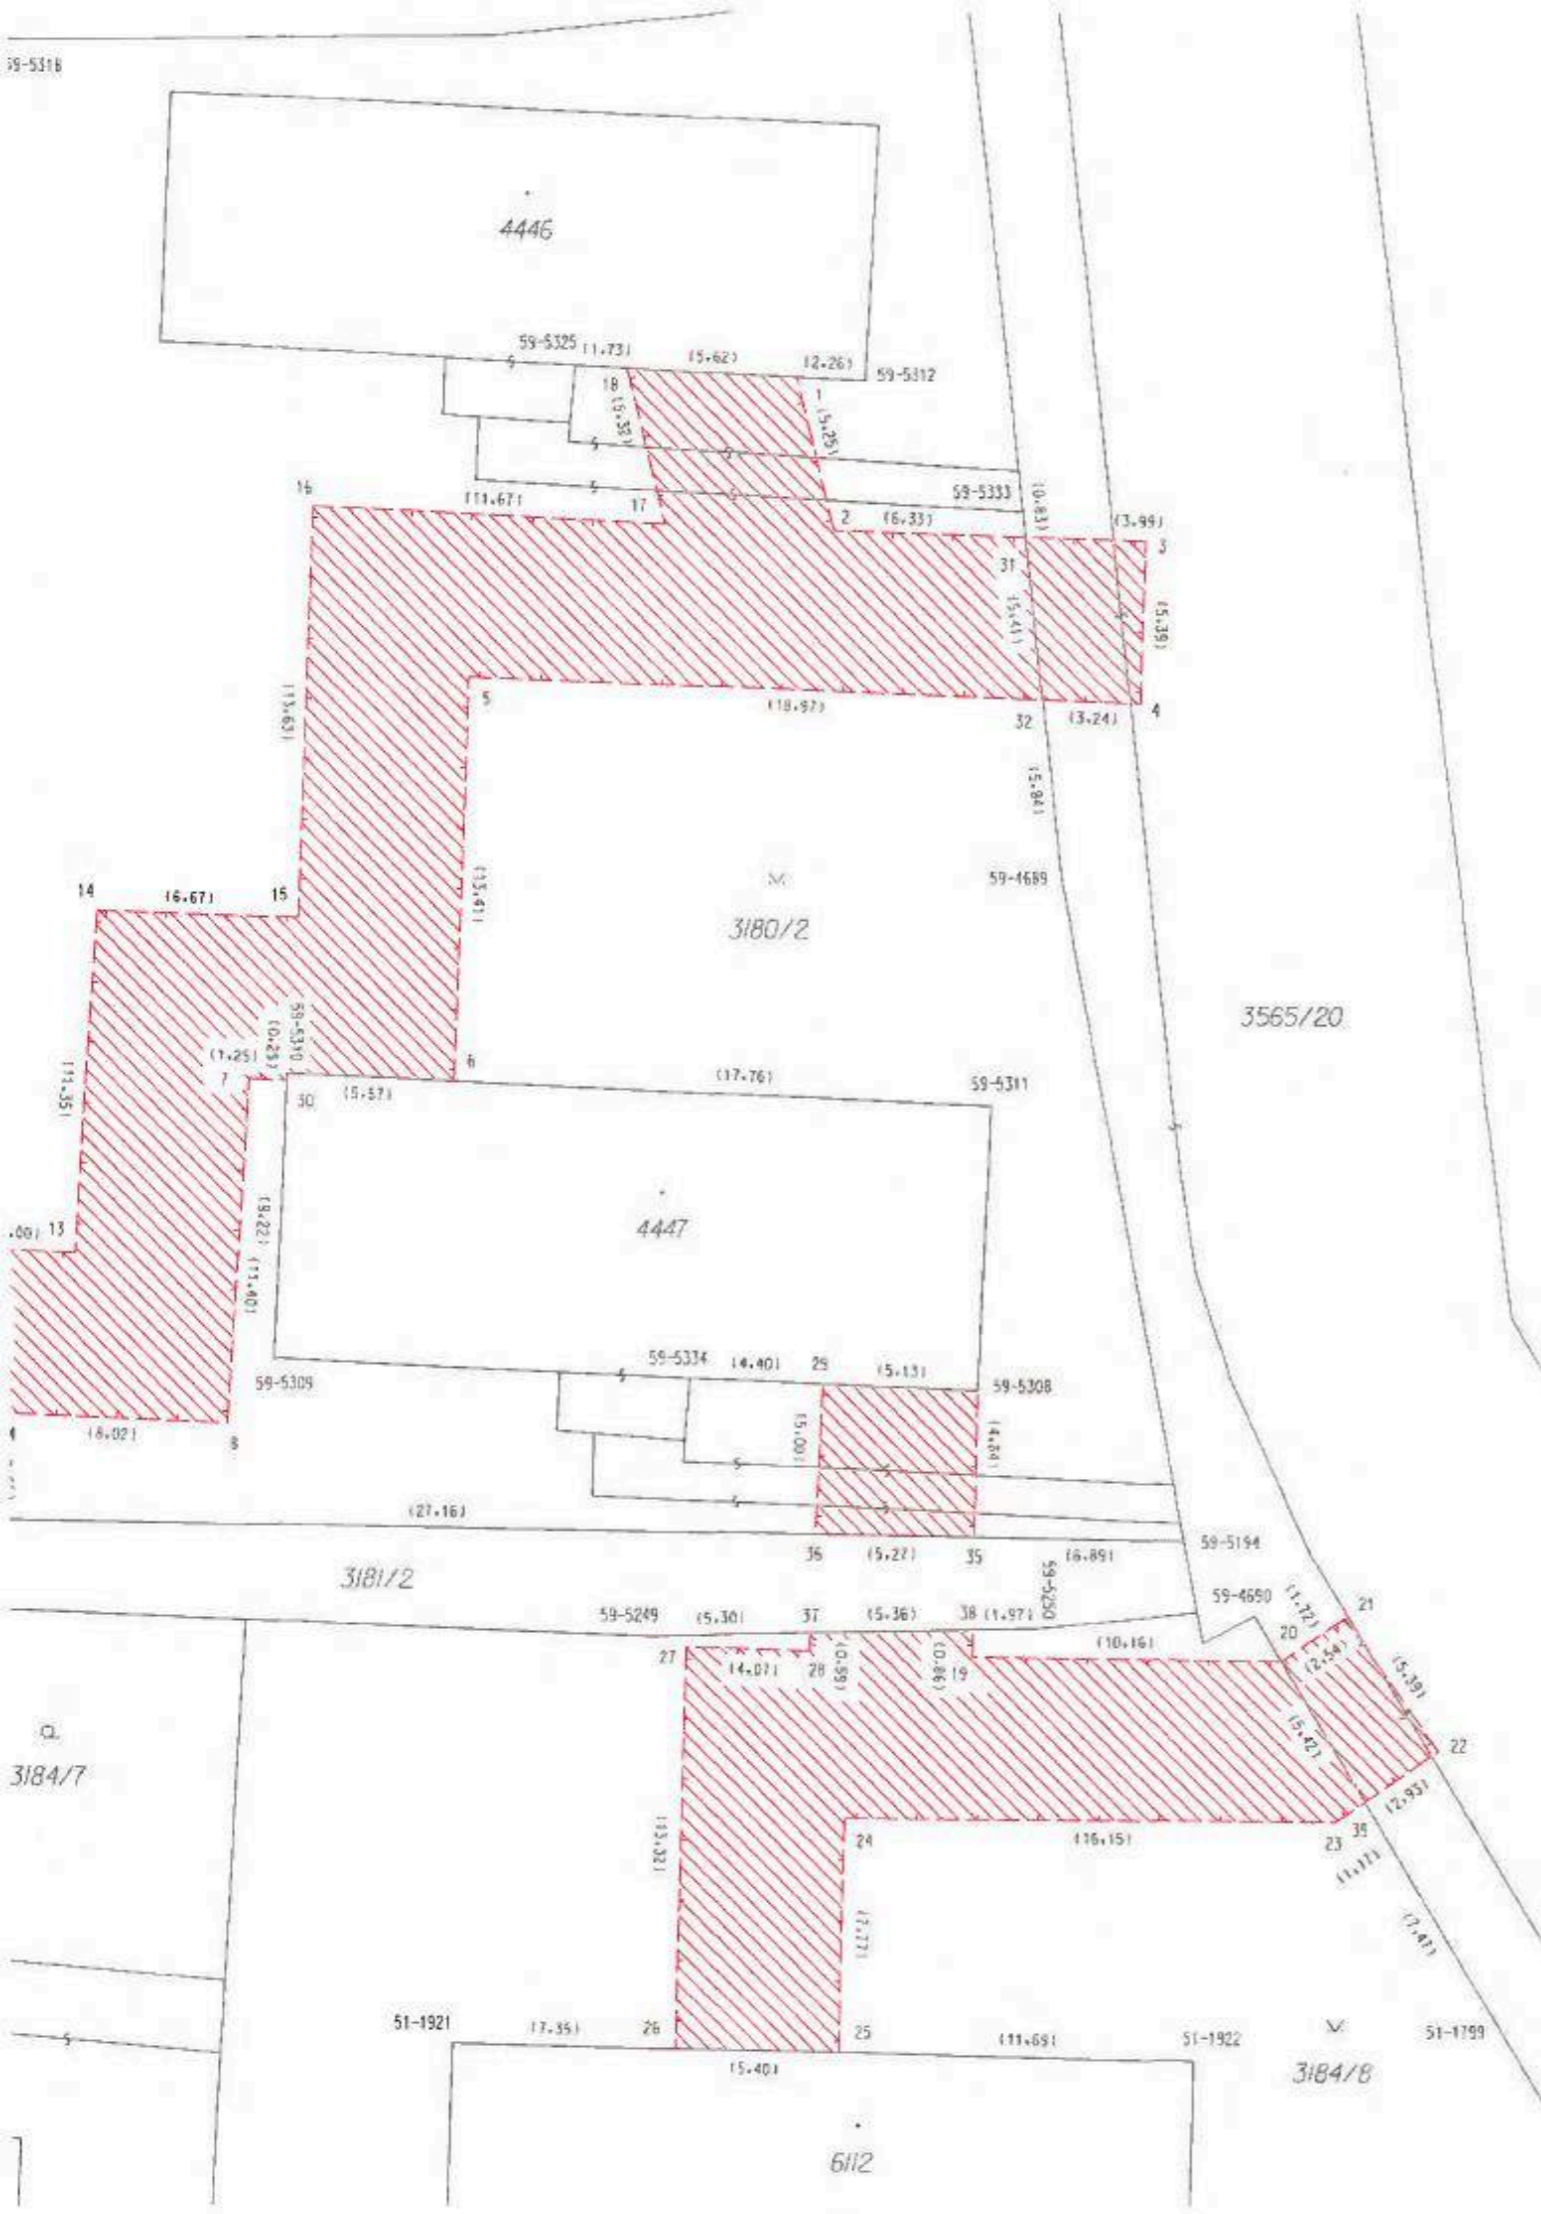 59-5318
4446
59-5325 (1.73) (5.62) (2.26) 59-5312
18 1
(5.32) (5.25)
16 (11.67) 17 2 (6.33) 59-5333 (0.83) (3.99) 3
31
(5.41) (5.39)
5 (18.97) 32 (3.24) 4
(13.63) (5.84)
14 (6.67) 15 (13.41) 59-4689
3180/2
3565/20
59-5310
(1.25) (0.25) 6 (17.76) 59-5311
7 30 (5.57)
(11.35)
4447
.00) 13 (9.22)
(11.40)
59-5334 (4.40) 29 (5.13)
59-5309 59-5308
(8.02) 8 (5.00) (4.84)
(27.16)
36 (5.27) 35 (6.89) 59-5194
3181/2
59-5249 (5.30) 37 (5.36) 38 (1.97) 59-5250 59-4690 (1.72) 21
20
27 (4.07) 28 (0.59) (0.86) 19 (10.16) (2.54) (5.39)
3184/7
(5.42) 22
(2.93)
(13.32) 24 (16.15) 23 39
(7.77) (7.47)
51-1921 (7.35) 26 25 (11.69) 51-1922 51-1799
(5.40) 3184/8
6112